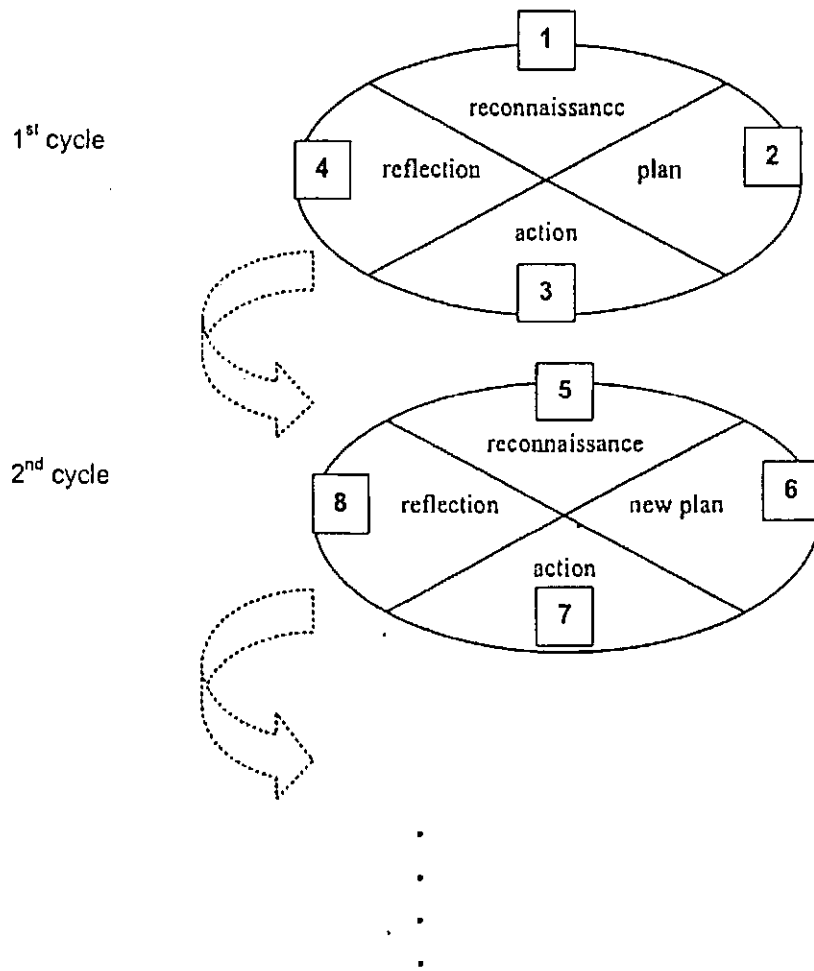 1
reconnaissance
1st cycle
4
reflection
plan
2
action
3
5
reconnaissance
2nd cycle
8
reflection
new plan
6
action
7